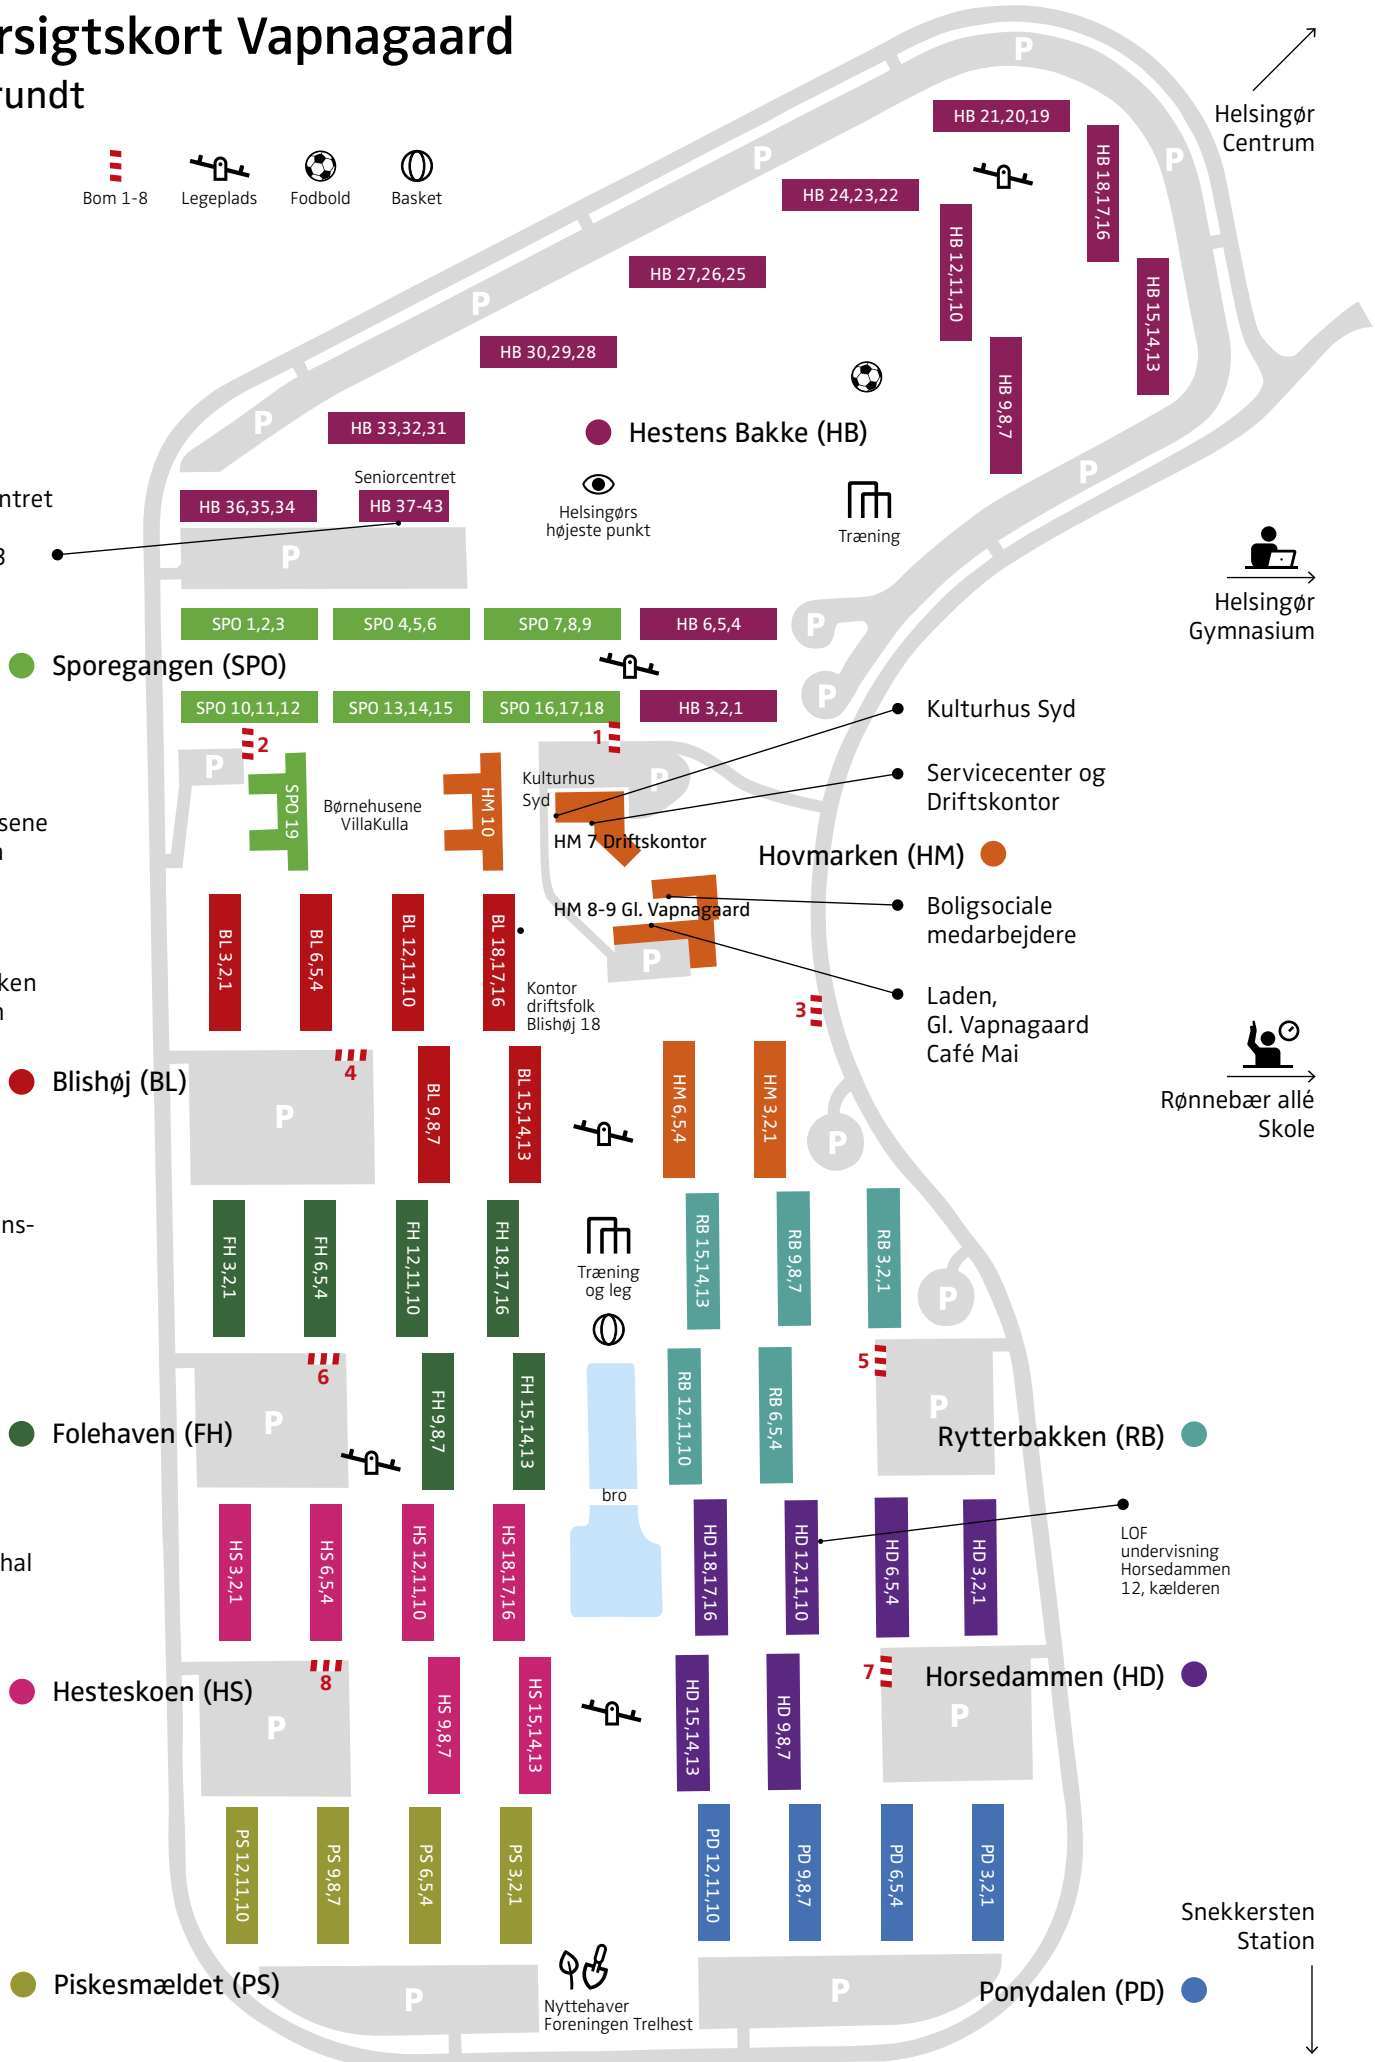 rsigtskort Vapnagaard
rundt
Bom 1-8
Legeplads
Fodbold
Basket
Helsingør
Centrum
P
HB 21,20,19
P
P
HB 18,17,16
HB 24,23,22
HB 12,11,10
HB 27,26,25
HB 15,14,13
P
HB 30,29,28
HB 9,8,7
P
HB 33,32,31
Hestens Bakke (HB)
P
Seniorcentret
ntret
HB 36,35,34
HB 37-43
Helsingørs
højeste punkt
Træning
3
P
Helsingør
Gymnasium
SPO 1,2,3
SPO 4,5,6
SPO 7,8,9
HB 6,5,4
P
Sporegangen (SPO)
P
SPO 10,11,12
SPO 13,14,15
SPO 16,17,18
HB 3,2,1
Kulturhus Syd
2
1
P
P
Kulturhus
Syd
Servicecenter og
Driftskontor
SPO 19
Børnehusene
VillaKulla
HM 10
sene
a
HM 7 Driftskontor
Hovmarken (HM)
HM 8-9 Gl. Vapnagaard
Boligsociale
medarbejdere
BL 3,2,1
BL 6,5,4
BL 12,11,10
BL 18,17,16
P
ken
n
Kontor
driftsfolk
Blishøj 18
3
Laden,
Gl. Vapnagaard
Café Mai
4
Blishøj (BL)
P
BL 9,8,7
BL 15,14,13
HM 6,5,4
HM 3,2,1
P
Rønnebær allé
Skole
ns-
FH 3,2,1
FH 6,5,4
FH 12,11,10
FH 18,17,16
Træning
og leg
RB 15,14,13
RB 9,8,7
RB 3,2,1
P
6
5
P
FH 9,8,7
FH 15,14,13
RB 12,11,10
RB 6,5,4
P
Folehaven (FH)
Rytterbakken (RB)
bro
hal
HS 3,2,1
HS 6,5,4
HS 12,11,10
HS 18,17,16
HD 18,17,16
HD 12,11,10
HD 6,5,4
HD 3,2,1
LOF
undervisning
Horsedammen
12, kælderen
8
7
Hesteskoen (HS)
P
HS 9,8,7
HS 15,14,13
HD 15,14,13
HD 9,8,7
Horsedammen (HD)
P
PS 12,11,10
PS 9,8,7
PS 6,5,4
PS 3,2,1
PD 12,11,10
PD 9,8,7
PD 6,5,4
PD 3,2,1
Snekkersten
Station
Piskesmældet (PS)
P
Nyttehaver
Foreningen Trelhest
P
Ponydalen (PD)